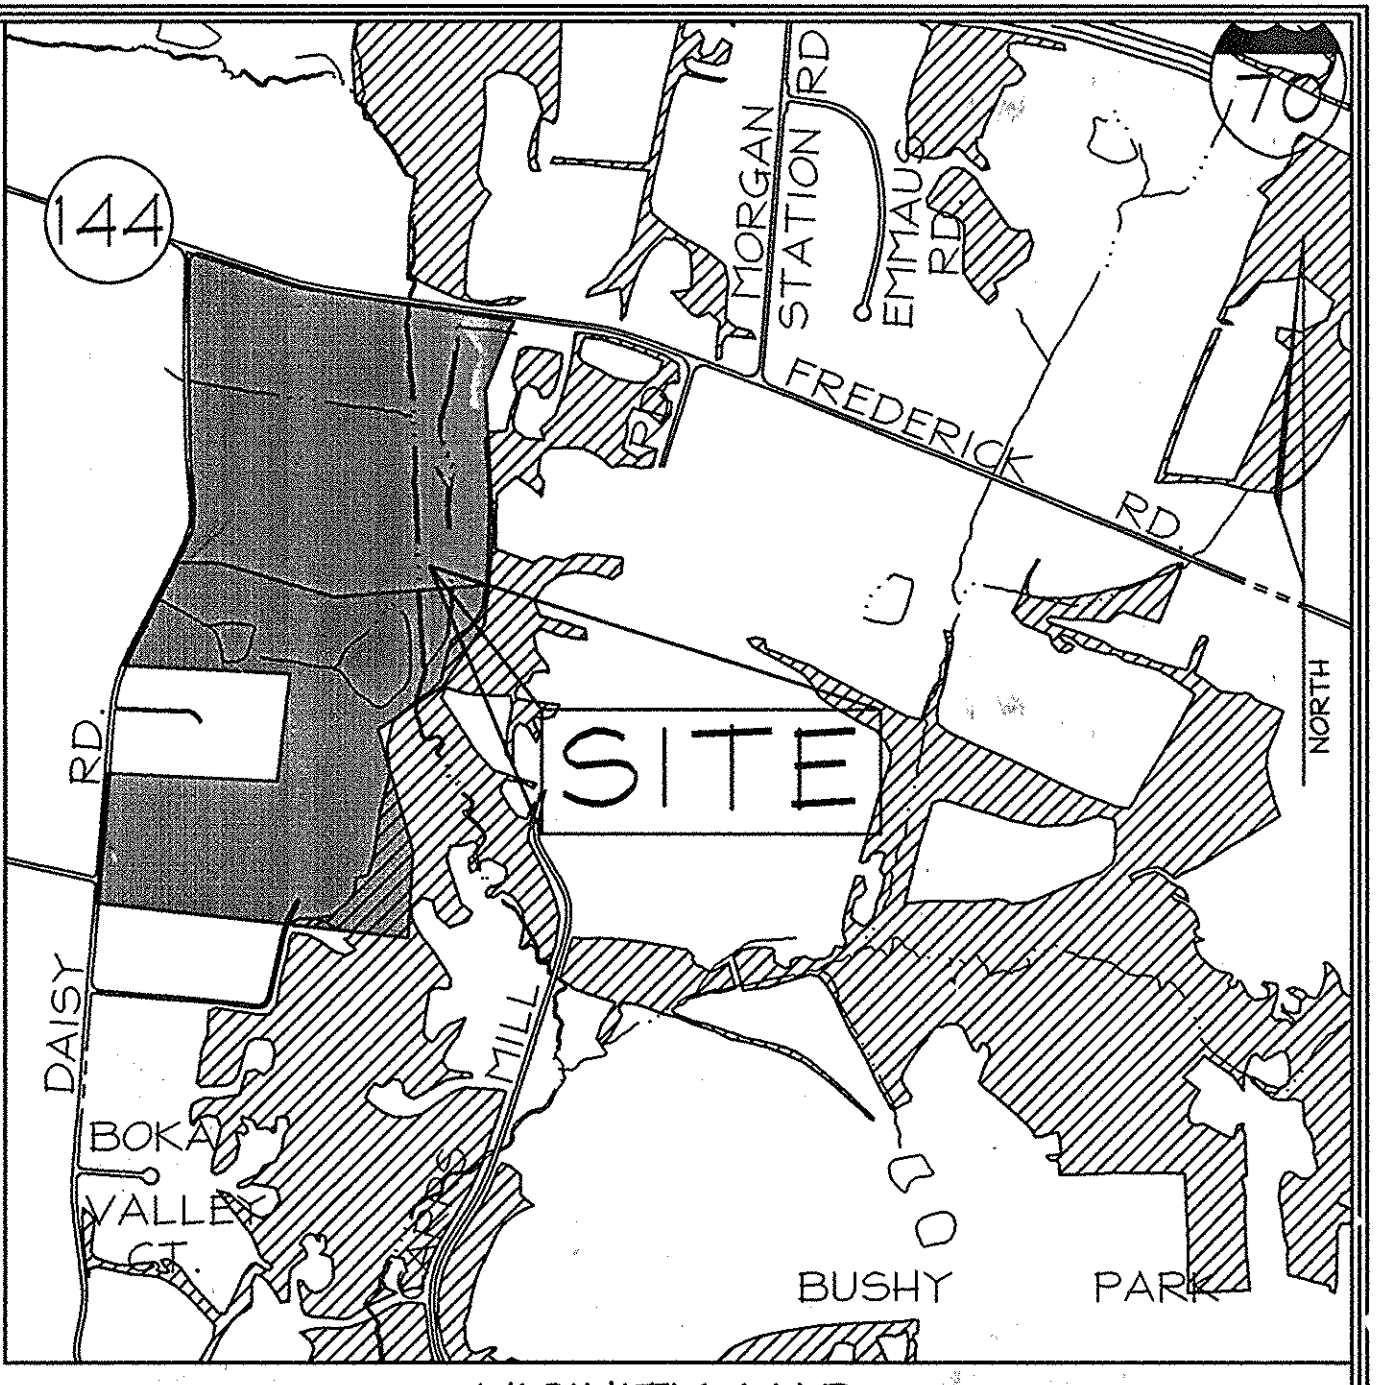 144
70
MORGAN
STATION
RD
EMMAUS
RD.
FREDERICK
RD.
RD.
NORTH
SITE
DAISY
RD.
MILL
BOKA
VALLEY
CT.
BUSHY PARK